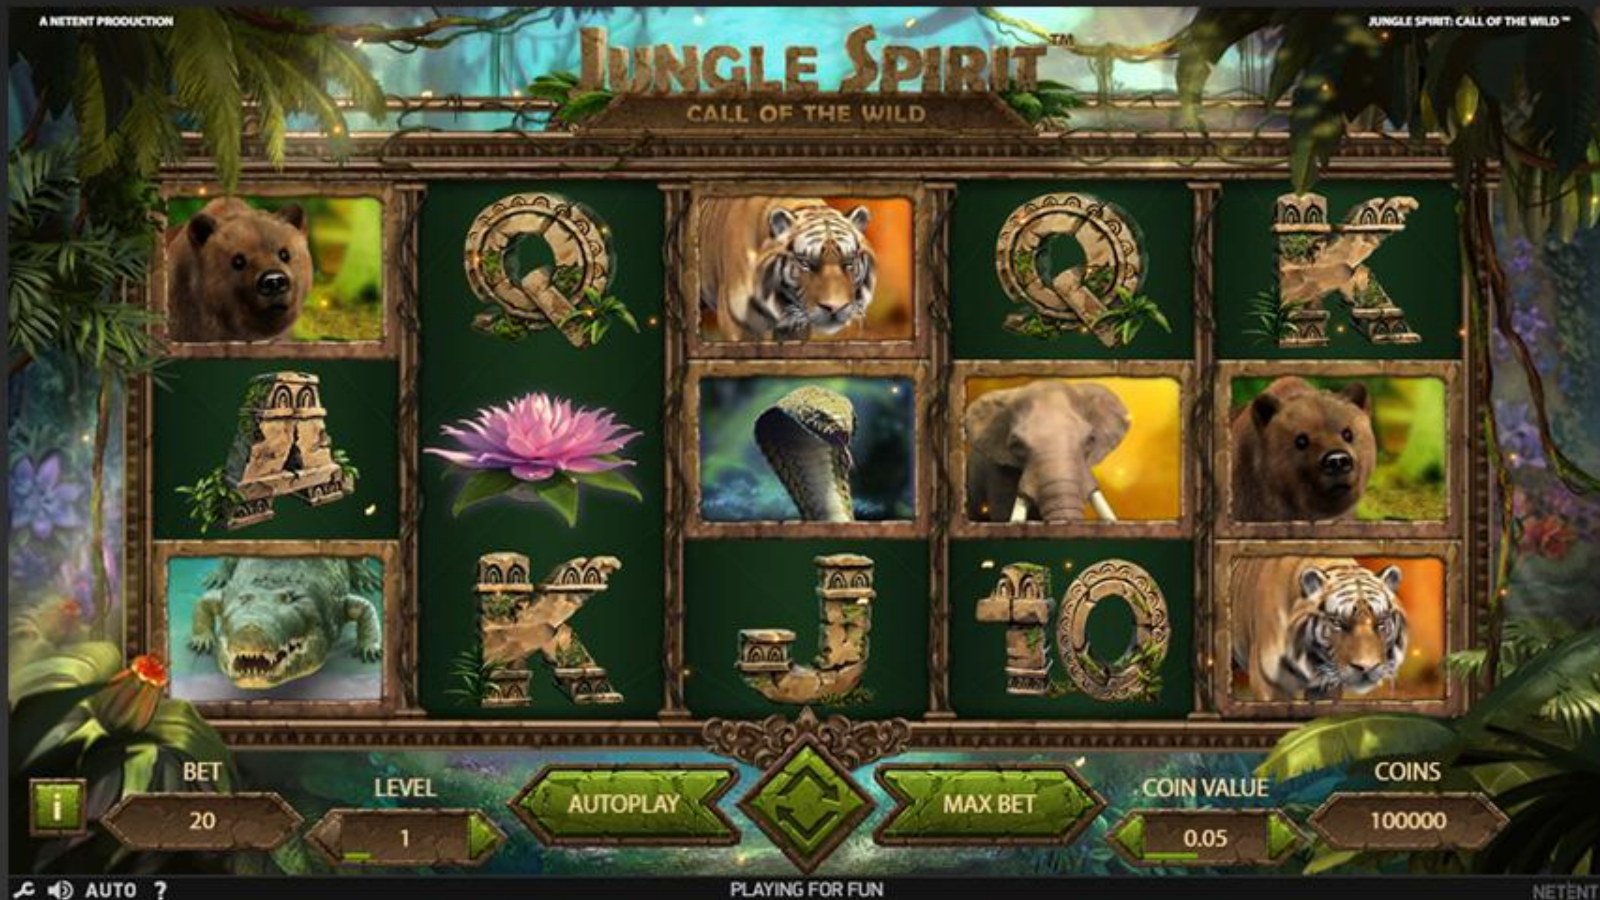 A NETENT PRODUCTION
JUNGLE SPIRIT: CALL OF THE WILD™
JUNGLE SPIRIT™
CALL OF THE WILD
Q
Q
K
A
K
J
10
BET
20
LEVEL
1
AUTOPLAY
MAX BET
COIN VALUE
0.05
COINS
100000
i
AUTO ?
PLAYING FOR FUN
NETENT